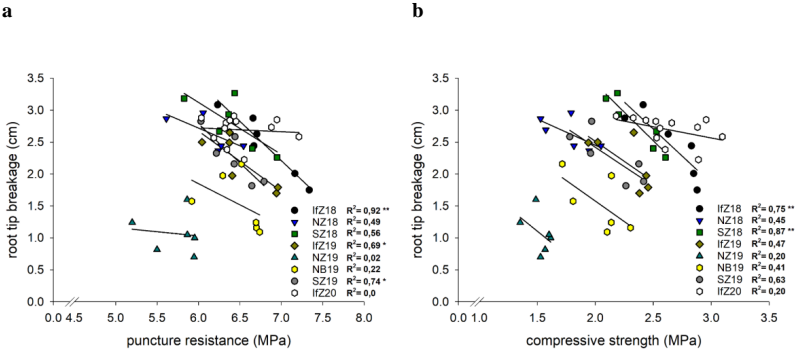 a
b
root tip breakage (cm)
3.5
3.0
2.5
2.0
1.5
1.0
0.5
0.0
0.0 4.5 5.0 5.5 6.0 6.5 7.0 7.5 8.0
puncture resistance (MPa)
IfZ18 R²= 0,92 **
NZ18 R²= 0,49
SZ18 R²= 0,56
IfZ19 R²= 0,69 *
NZ19 R²= 0,02
NB19 R²= 0,22
SZ19 R²= 0,74 *
IfZ20 R²= 0,0
root tip breakage (cm)
3.5
3.0
2.5
2.0
1.5
1.0
0.5
0.0
0.0 1.0 1.5 2.0 2.5 3.0 3.5
compressive strength (MPa)
IfZ18 R²= 0,75 **
NZ18 R²= 0,45
SZ18 R²= 0,87 **
IfZ19 R²= 0,47
NZ19 R²= 0,20
NB19 R²= 0,41
SZ19 R²= 0,63
IfZ20 R²= 0,20